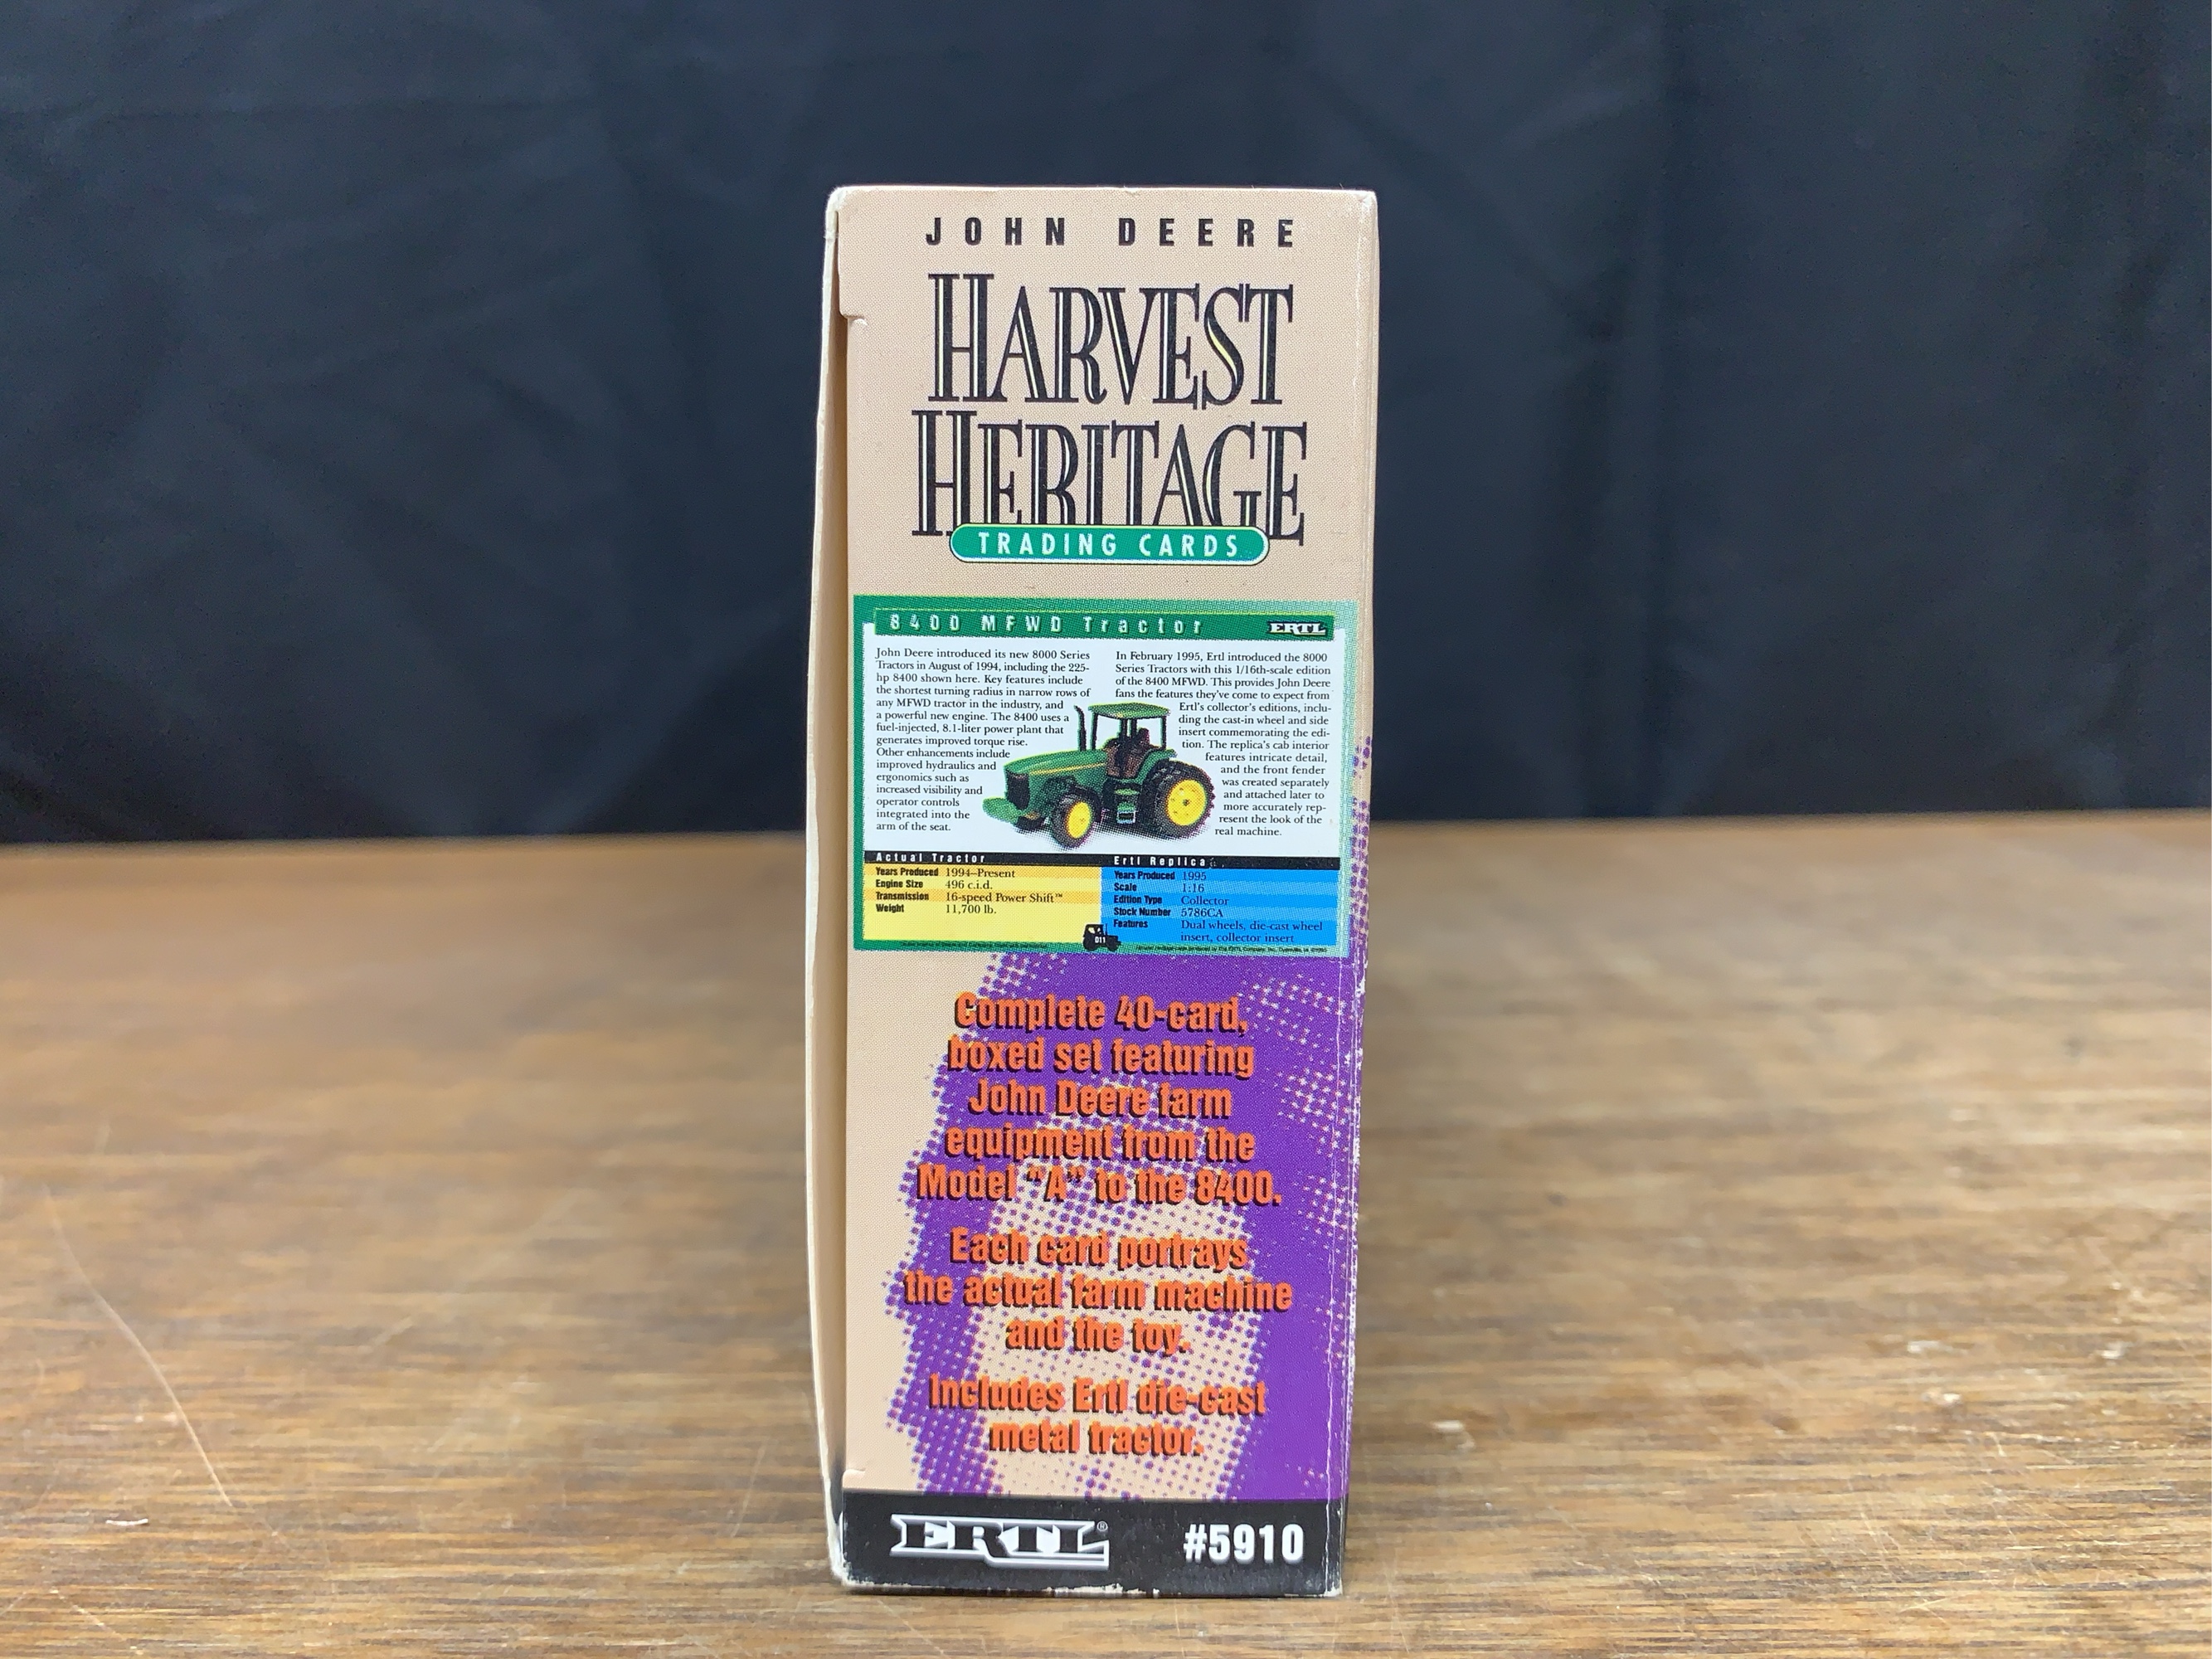 JOHN DEERE
HARVEST
HERITAGE
TRADING CARDS
8400 MFWD Tractor
ERTL
John Deere introduced its new 8000 Series
Tractors in August of 1994, including the 225-
hp 8400 shown here. Key features include
the shortest turning radius in narrow rows of
any MFWD tractor in the industry, and
a powerful new engine. The 8400 uses a
fuel-injected, 8.1-liter power plant that
generates improved torque rise.
Other enhancements include
improved hydraulics and
ergonomics such as
increased visibility and
operator controls
integrated into the
arm of the seat.
In February 1995, Ertl introduced the 8000
Series Tractors with this 1/16th-scale edition
of the 8400 MFWD. This provides John Deere
fans the features they've come to expect from
Ertl's collector's editions, inclu-
ding the cast-in wheel and side
insert commemorating the edi-
tion. The replica's cab interior
features intricate detail,
and the front fender
was created separately
and attached later to
more accurately rep-
resent the look of the
real machine.
Actual Tractor
Years Produced 1994–Present
Engine Size 496 c.i.d.
Transmission 16-speed Power Shift™
Weight 11,700 lb.
Ertl Replica
Years Produced 1995
Scale 1:16
Edition Type Collector
Stock Number 5786CA
Features Dual wheels, die-cast wheel
insert, collector insert
D11
Complete 40-card,
boxed set featuring
John Deere farm
equipment from the
Model "A" to the 8400.
Each card portrays
the actual farm machine
and the toy.
Includes Ertl die-cast
metal tractor.
ERTL®
#5910